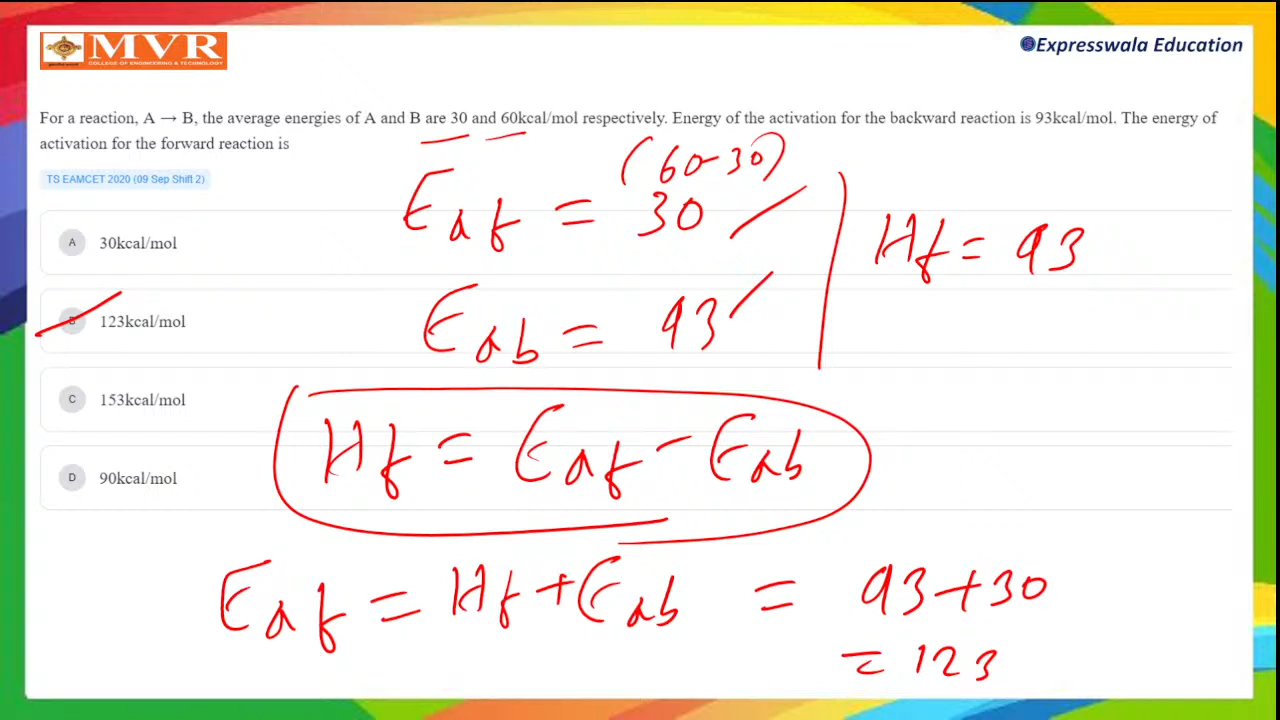 MVR
COLLEGE OF ENGINEERING & TECHNOLOGY
Expresswala Education
For a reaction, A → B, the average energies of A and B are 30 and 60kcal/mol respectively. Energy of the activation for the backward reaction is 93kcal/mol. The energy of
activation for the forward reaction is
TS EAMCET 2020 (09 Sep Shift 2)
(60-30)
Eaf = 30
Hf = 93
A 30kcal/mol
B 123kcal/mol
Eab = 93
C 153kcal/mol
Hf = Eaf - Eab
D 90kcal/mol
Eaf = Hf + Eab = 93+30
= 123